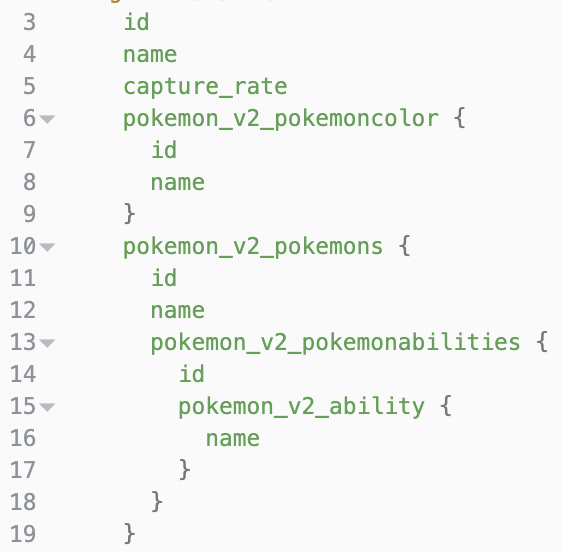 3 id
4 name
5 capture_rate
6 pokemon_v2_pokemoncolor {
7 id
8 name
9 }
10 pokemon_v2_pokemons {
11 id
12 name
13 pokemon_v2_pokemonabilities {
14 id
15 pokemon_v2_ability {
16 name
17 }
18 }
19 }